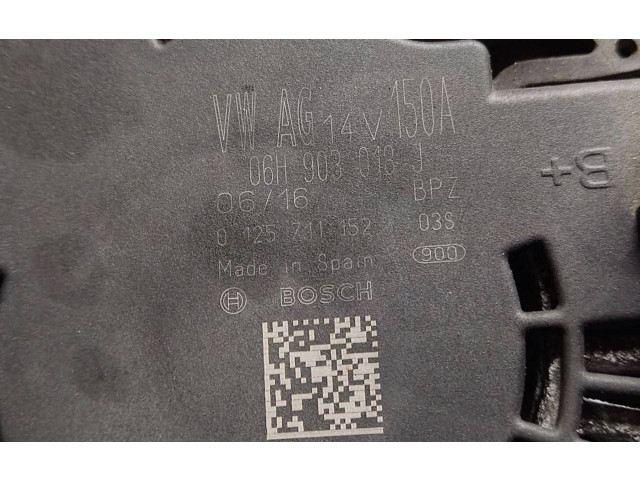 VW AG 14V 150A
06H 903 018 J
06/16 BPZ
0 125 711 152 03S
Made in Spain 900
BOSCH
B+